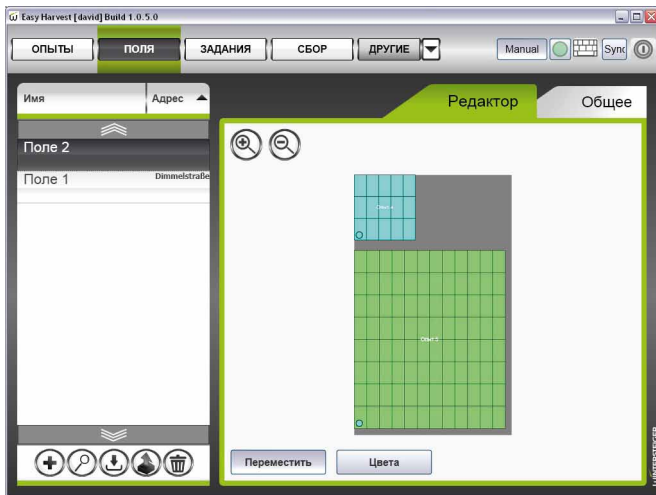 Easy Harvest [david] Build 1.0.5.0
ОПЫТЫ ПОЛЯ ЗАДАНИЯ СБОР ДРУГИЕ Manual Sync
Имя Адрес
Редактор Общее
Поле 2
Поле 1 Dimmelstraße
Переместить Цвета
WINTERSTEIGER